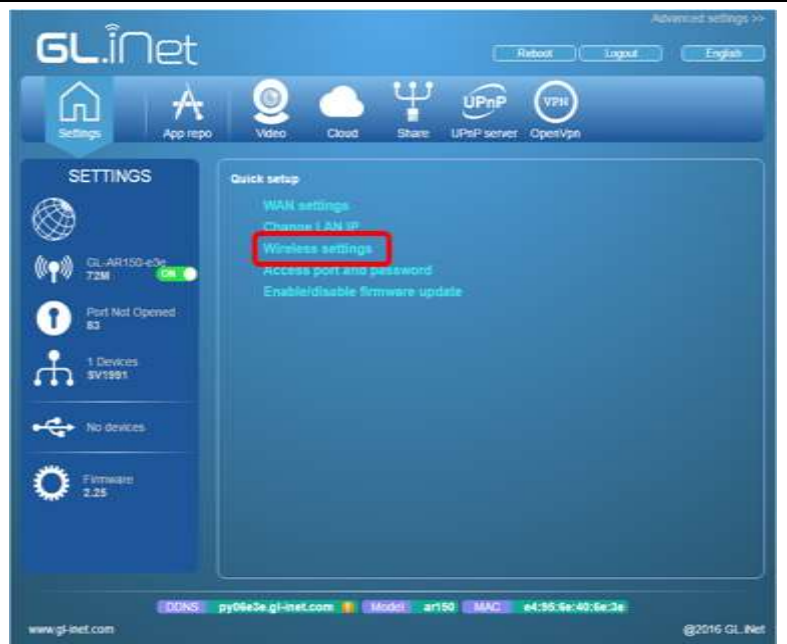 Advanced settings >>
GL.iNet
Reboot Logout English
Settings App repo Video Cloud Share UPnP server OpenVpn
UPnP VPN
SETTINGS
Quick setup
WAN settings
Change LAN IP
Wireless settings
Access port and password
Enable/disable firmware update
GL-AR150-e3e
72M ON
Port Not Opened
83
1 Devices
SV1991
No devices
Firmware
2.25
DDNS py06e3e.gl-inet.com Model ar150 MAC e4:95:6e:40:6e:3e
www.gl-inet.com @2016 GL.iNet